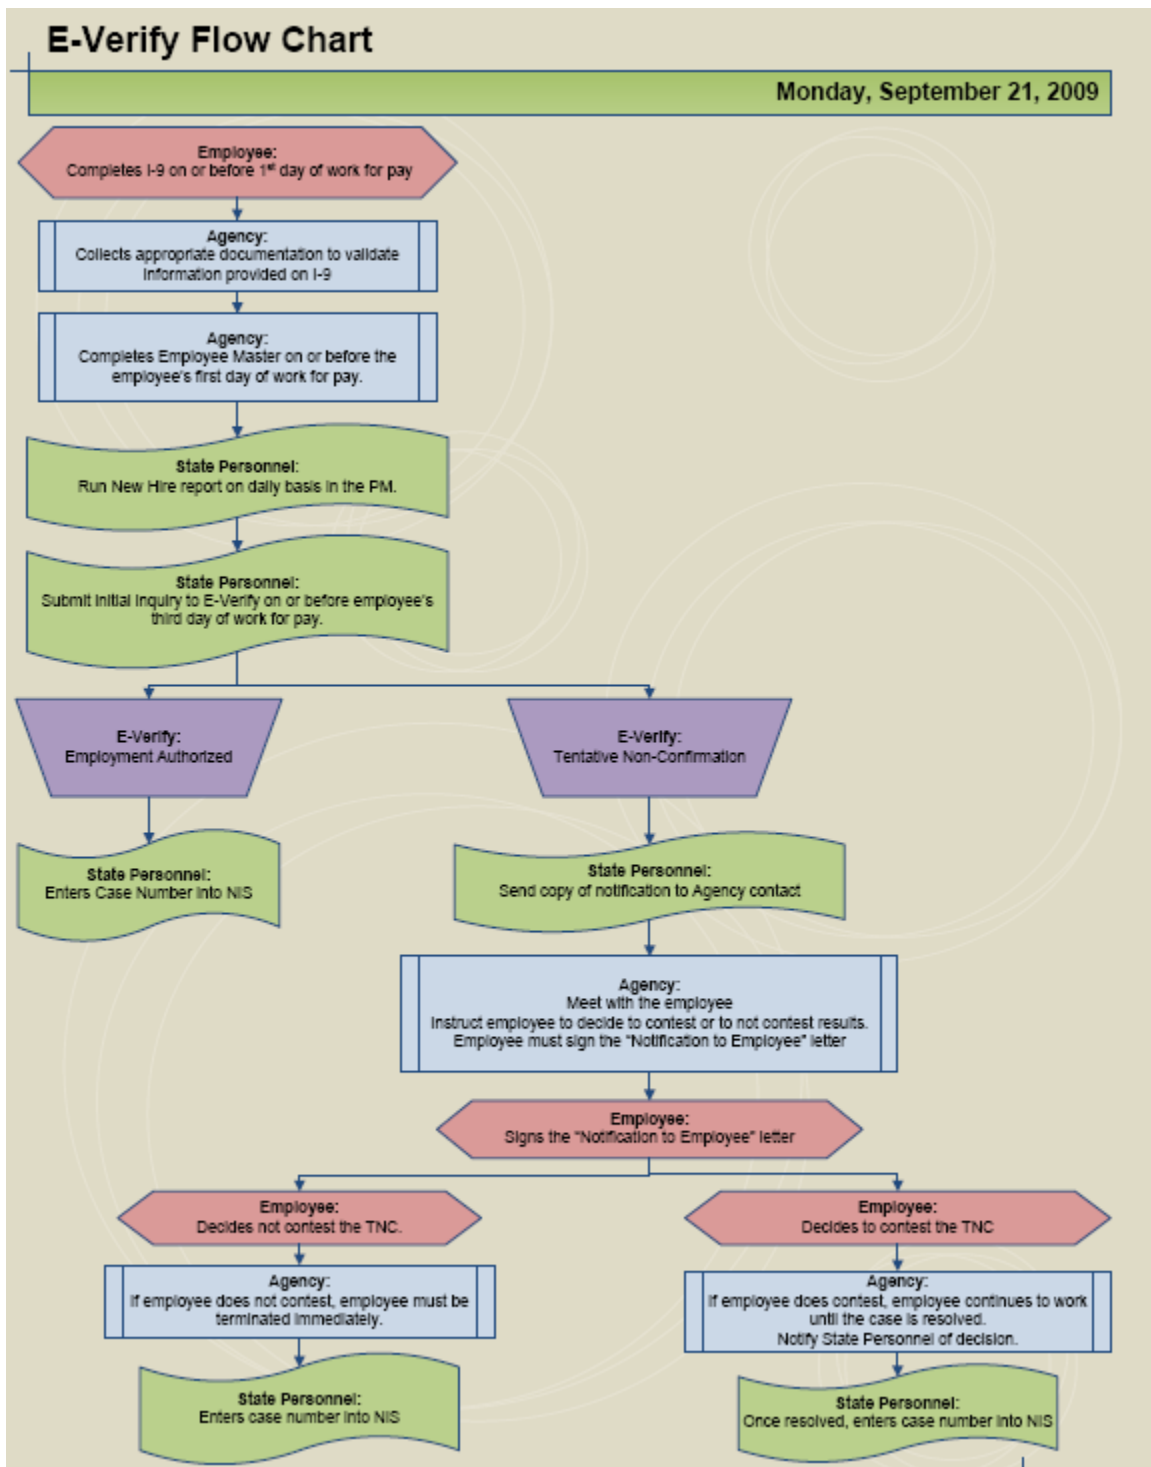 E-Verify Flow Chart
Monday, September 21, 2009
Employee:
Completes I-9 on or before 1st day of work for pay
Agency:
Collects appropriate documentation to validate
information provided on I-9
Agency:
Completes Employee Master on or before the
employee's first day of work for pay.
State Personnel:
Run New Hire report on daily basis in the PM.
State Personnel:
Submit initial inquiry to E-Verify on or before employee's
third day of work for pay.
E-Verify:
Employment Authorized
E-Verify:
Tentative Non-Confirmation
State Personnel:
Enters Case Number into NIS
State Personnel:
Send copy of notification to Agency contact
Agency:
Meet with the employee
Instruct employee to decide to contest or to not contest results.
Employee must sign the "Notification to Employee" letter
Employee:
Signs the "Notification to Employee" letter
Employee:
Decides not contest the TNC.
Employee:
Decides to contest the TNC
Agency:
If employee does not contest, employee must be
terminated immediately.
Agency:
If employee does contest, employee continues to work
until the case is resolved.
Notify State Personnel of decision.
State Personnel:
Enters case number into NIS
State Personnel:
Once resolved, enters case number into NIS